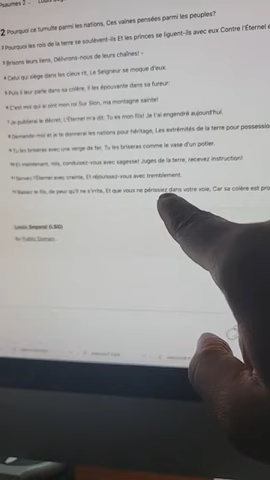 Psaumes 2
2 Pourquoi ce tumulte parmi les nations, Ces vaines pensées parmi les peuples?
2 Pourquoi les rois de la terre se soulèvent-ils Et les princes se liguent-ils avec eux Contre l'Éternel e
3 Brisons leurs liens, Délivrons-nous de leurs chaînes! -
4 Celui qui siège dans les cieux rit, Le Seigneur se moque d'eux.
5 Puis il leur parle dans sa colère, Il les épouvante dans sa fureur:
6 C'est moi qui ai oint mon roi Sur Sion, ma montagne sainte!
7 Je publierai le décret; L'Éternel m'a dit: Tu es mon fils! Je t'ai engendré aujourd'hui.
8 Demande-moi et je te donnerai les nations pour héritage, Les extrémités de la terre pour possessio
9 Tu les briseras avec une verge de fer, Tu les briseras comme le vase d'un potier.
10 Et maintenant, rois, conduisez-vous avec sagesse! Juges de la terre, recevez instruction!
11 Servez l'Éternel avec crainte, Et réjouissez-vous avec tremblement.
12 Baisez le fils, de peur qu'il ne s'irrite, Et que vous ne périssiez dans votre voie, Car sa colère est pro
Louis Segond (LSG)
by Public Domain